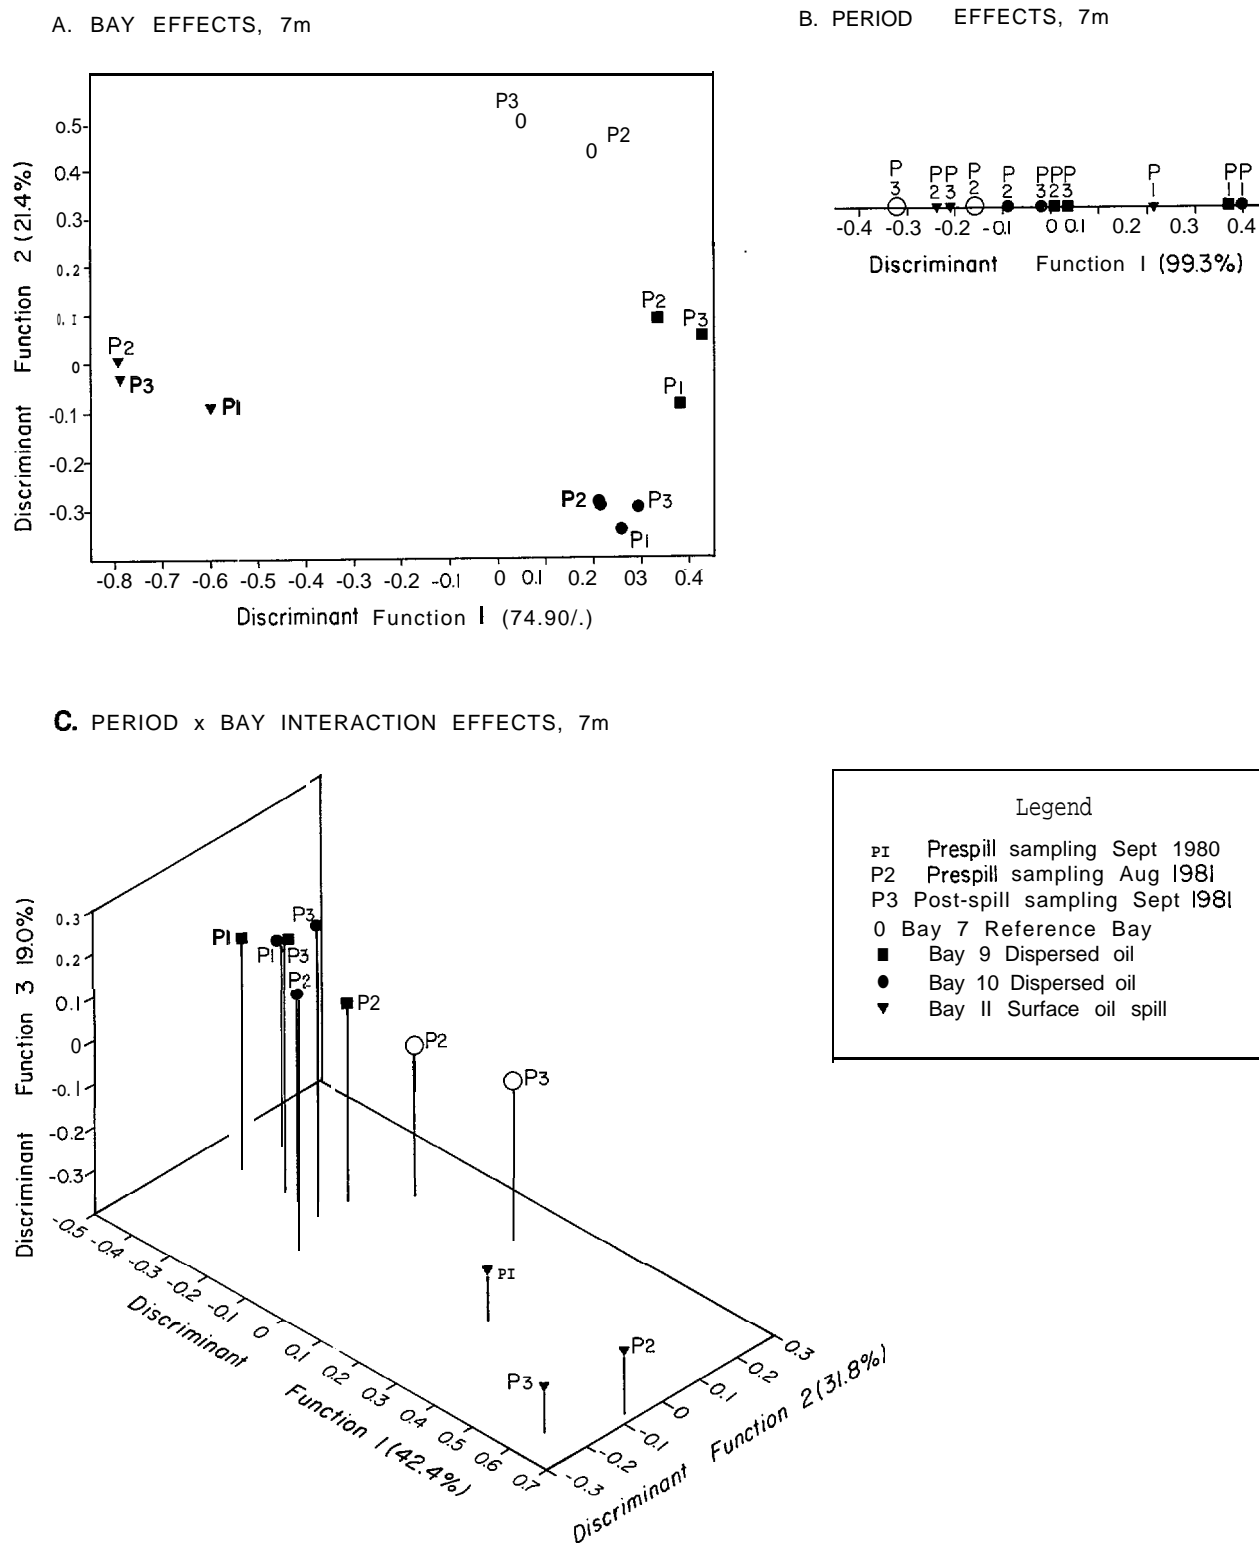 A. BAY EFFECTS, 7m
B. PERIOD EFFECTS, 7m
P3
0
P2
0
0.5
0.4
0.3
0.2
0.1
0
-0.1
-0.2
-0.3
Discriminant Function 2 (21.4%)
P2
P3
P1
P2
P3
P1
P2
P3
P1
-0.8 -0.7 -0.6 -0.5 -0.4 -0.3 -0.2 -0.1 0 0.1 0.2 03 0.4
Discriminant Function I (74.90/.)
P PP P P PPP P PP
3 2 3 2 2 3 2 3 1 1 1
-0.4 -0.3 -0.2 -0.1 0 0.1 0.2 0.3 0.4
Discriminant Function I (99.3%)
C. PERIOD x BAY INTERACTION EFFECTS, 7m
0.3
0.2
0.1
0
-0.1
-0.2
-0.3
Discriminant Function 3 (9.0%)
P1
P1
P3
P3
P2
P2
P2
P3
PI
P2
P3
-0.5 -0.4 -0.3 -0.2 -0.1 0 0.1 0.2 0.3 0.4 0.5 0.6 0.7
Discriminant Function I (42.4%)
-0.3 -0.2 -0.1 0 -0.1 -0.2 0.3
Discriminant Function 2 (31.8%)
Legend
PI Prespill sampling Sept 1980
P2 Prespill sampling Aug 1981
P3 Post-spill sampling Sept 1981
0 Bay 7 Reference Bay
■ Bay 9 Dispersed oil
● Bay 10 Dispersed oil
▼ Bay II Surface oil spill